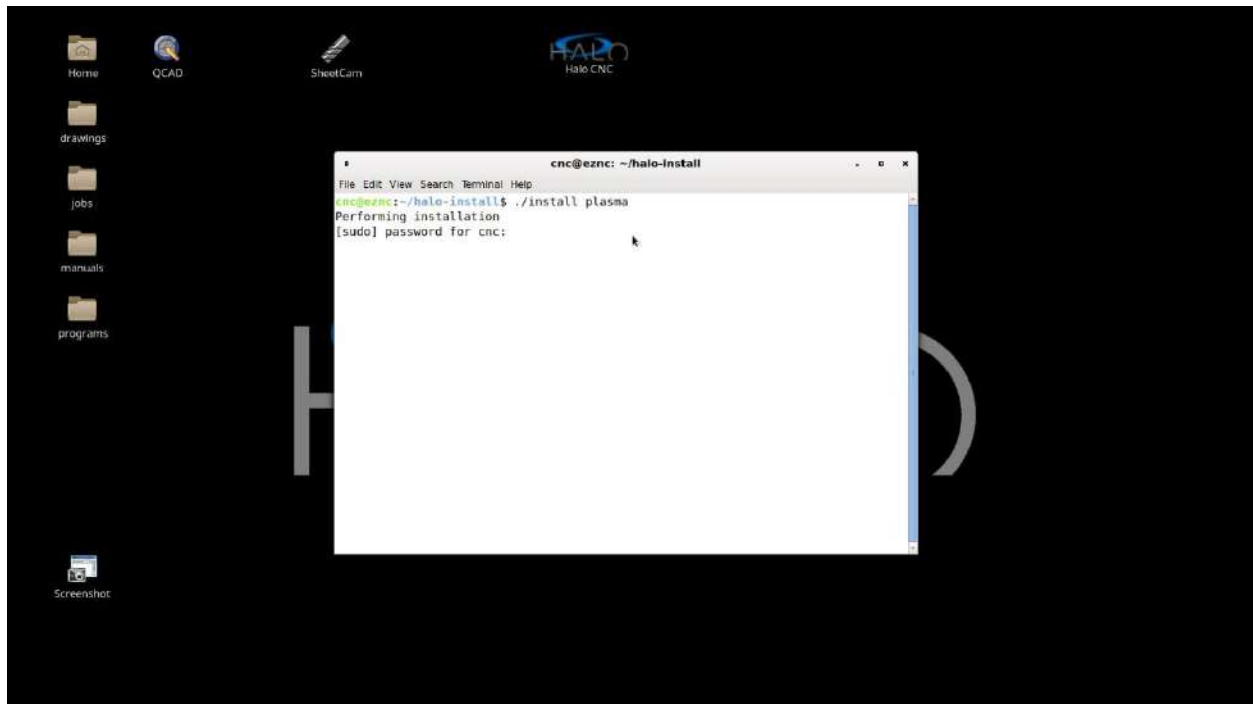 Home
QCAD
SheetCam
HALO
Halo CNC
drawings
jobs
manuals
programs
Screenshot
cnc@eznc: ~/halo-install
File Edit View Search Terminal Help
cnc@eznc:~/halo-install$ ./install plasma
Performing installation
[sudo] password for cnc:
H